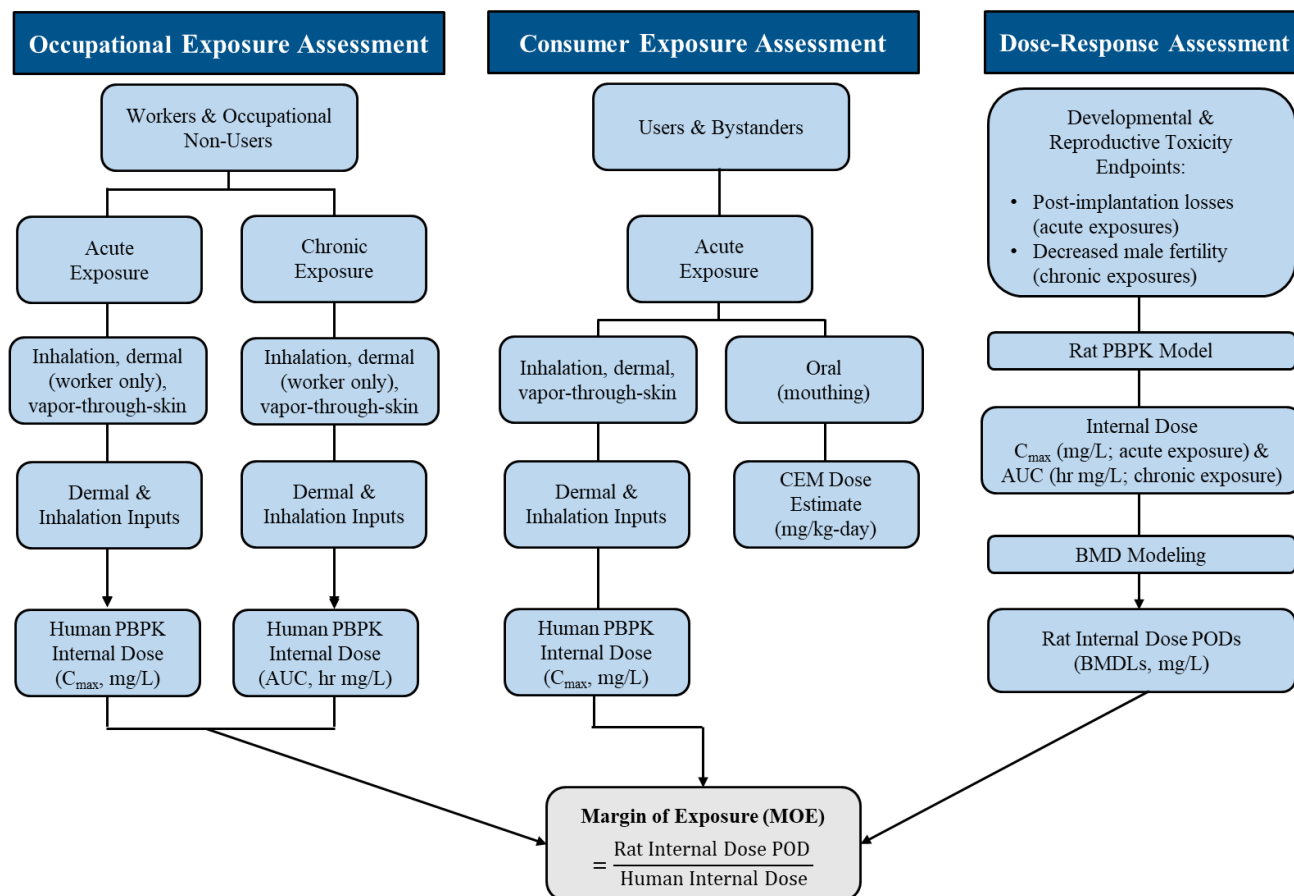 Occupational Exposure Assessment
Workers & Occupational
Non-Users
Acute
Exposure
Chronic
Exposure
Inhalation, dermal
(worker only),
vapor-through-skin
Inhalation, dermal
(worker only),
vapor-through-skin
Dermal &
Inhalation Inputs
Dermal &
Inhalation Inputs
Human PBPK
Internal Dose
(Cmax, mg/L)
Human PBPK
Internal Dose
(AUC, hr mg/L)
Consumer Exposure Assessment
Users & Bystanders
Acute
Exposure
Inhalation, dermal,
vapor-through-skin
Oral
(mouthing)
Dermal &
Inhalation Inputs
CEM Dose
Estimate
(mg/kg-day)
Human PBPK
Internal Dose
(Cmax, mg/L)
Dose-Response Assessment
Developmental &
Reproductive Toxicity
Endpoints:
• Post-implantation losses
(acute exposures)
• Decreased male fertility
(chronic exposures)
Rat PBPK Model
Internal Dose
Cmax (mg/L; acute exposure) &
AUC (hr mg/L; chronic exposure)
BMD Modeling
Rat Internal Dose PODs
(BMDLs, mg/L)
Margin of Exposure (MOE)
= Rat Internal Dose POD
Human Internal Dose